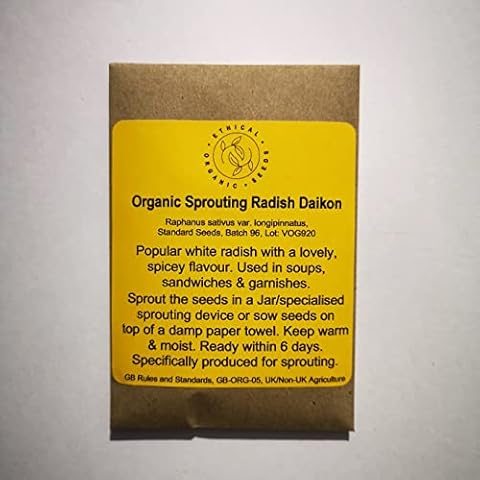 ETHICAL
ORGANIC • SEEDS
Organic Sprouting Radish Daikon
Raphanus sativus var. longipinnatus,
Standard Seeds, Batch 96, Lot: VOG920
Popular white radish with a lovely,
spicey flavour. Used in soups,
sandwiches & garnishes.
Sprout the seeds in a Jar/specialised
sprouting device or sow seeds on
top of a damp paper towel. Keep warm
& moist. Ready within 6 days.
Specifically produced for sprouting.
GB Rules and Standards, GB-ORG-05, UK/Non-UK Agriculture